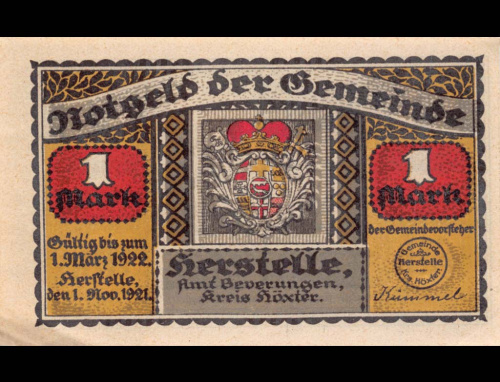 Notgeld der Gemeinde
1
Mark.
Gültig bis zum
1. März 1922.
Herstelle,
den 1. Nov. 1921.
Herstelle,
Amt Beverungen,
Kreis Höxter.
1
Mark.
der Gemeindevorsteher
Gemeinde
Herstelle
Kr. Höxter.
Kümmel